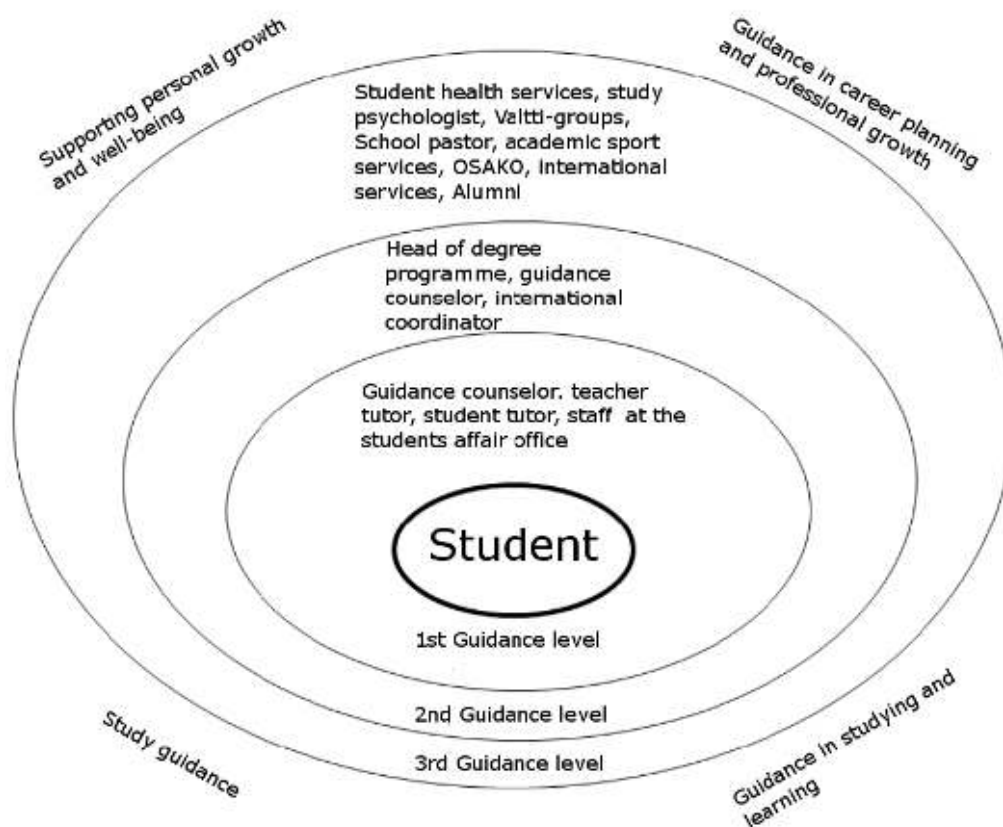 Supporting personal growth
and well-being
Guidance in career planning
and professional growth
Student health services, study
psychologist, Valtti-groups,
School pastor, academic sport
services, OSAKO, international
services, Alumni
Head of degree
programme, guidance
counselor, international
coordinator
Guidance counselor, teacher
tutor, student tutor, staff at the
students affair office
Student
1st Guidance level
2nd Guidance level
3rd Guidance level
Study guidance
Guidance in studying and
learning